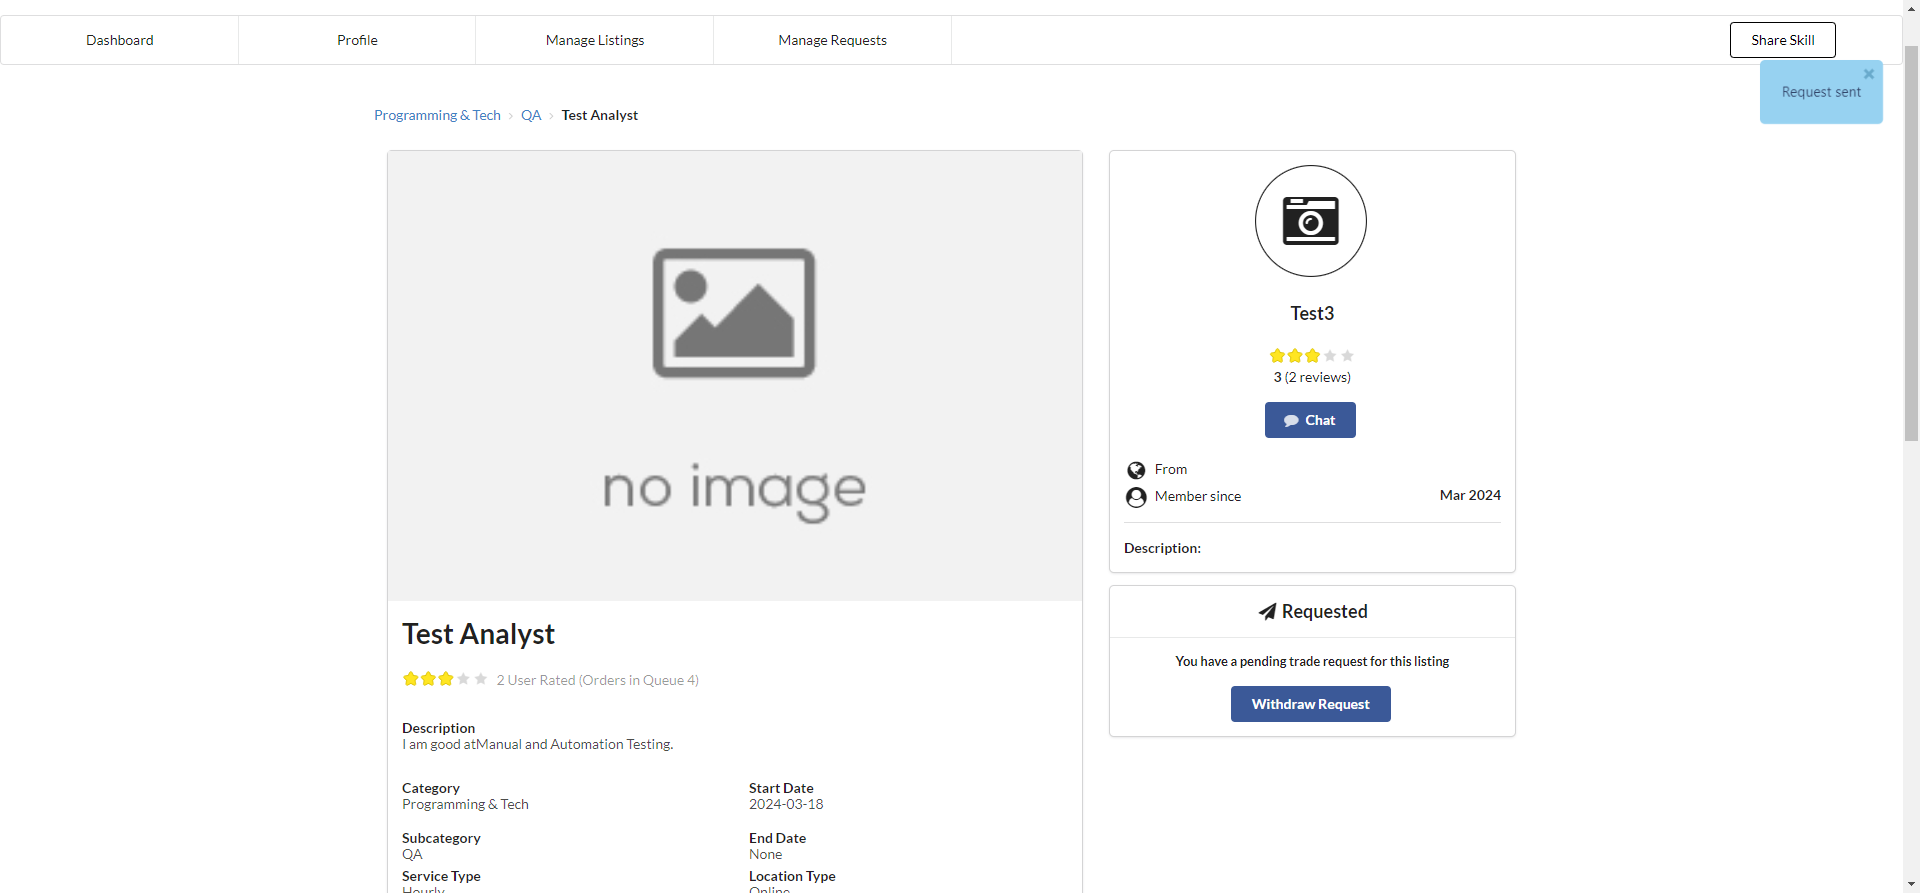 Dashboard
Profile
Manage Listings
Manage Requests
Share Skill
Request sent
Programming & Tech › QA › Test Analyst
no image
Test Analyst
2 User Rated (Orders in Queue 4)
Description
I am good atManual and Automation Testing.
Category
Programming & Tech
Start Date
2024-03-18
Subcategory
QA
End Date
None
Service Type
Hourly
Location Type
Online
Test3
3 (2 reviews)
Chat
From
Member since
Mar 2024
Description:
Requested
You have a pending trade request for this listing
Withdraw Request